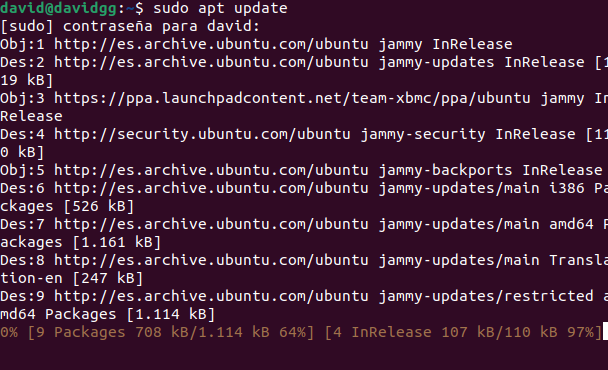 david@davidgg:~$ sudo apt update
[sudo] contraseña para david:
Obj:1 http://es.archive.ubuntu.com/ubuntu jammy InRelease
Des:2 http://es.archive.ubuntu.com/ubuntu jammy-updates InRelease [1
19 kB]
Obj:3 https://ppa.launchpadcontent.net/team-xbmc/ppa/ubuntu jammy In
Release
Des:4 http://security.ubuntu.com/ubuntu jammy-security InRelease [11
0 kB]
Obj:5 http://es.archive.ubuntu.com/ubuntu jammy-backports InRelease
Des:6 http://es.archive.ubuntu.com/ubuntu jammy-updates/main i386 Pa
ckages [526 kB]
Des:7 http://es.archive.ubuntu.com/ubuntu jammy-updates/main amd64 P
ackages [1.161 kB]
Des:8 http://es.archive.ubuntu.com/ubuntu jammy-updates/main Transla
tion-en [247 kB]
Des:9 http://es.archive.ubuntu.com/ubuntu jammy-updates/restricted a
md64 Packages [1.114 kB]
0% [9 Packages 708 kB/1.114 kB 64%] [4 InRelease 107 kB/110 kB 97%]